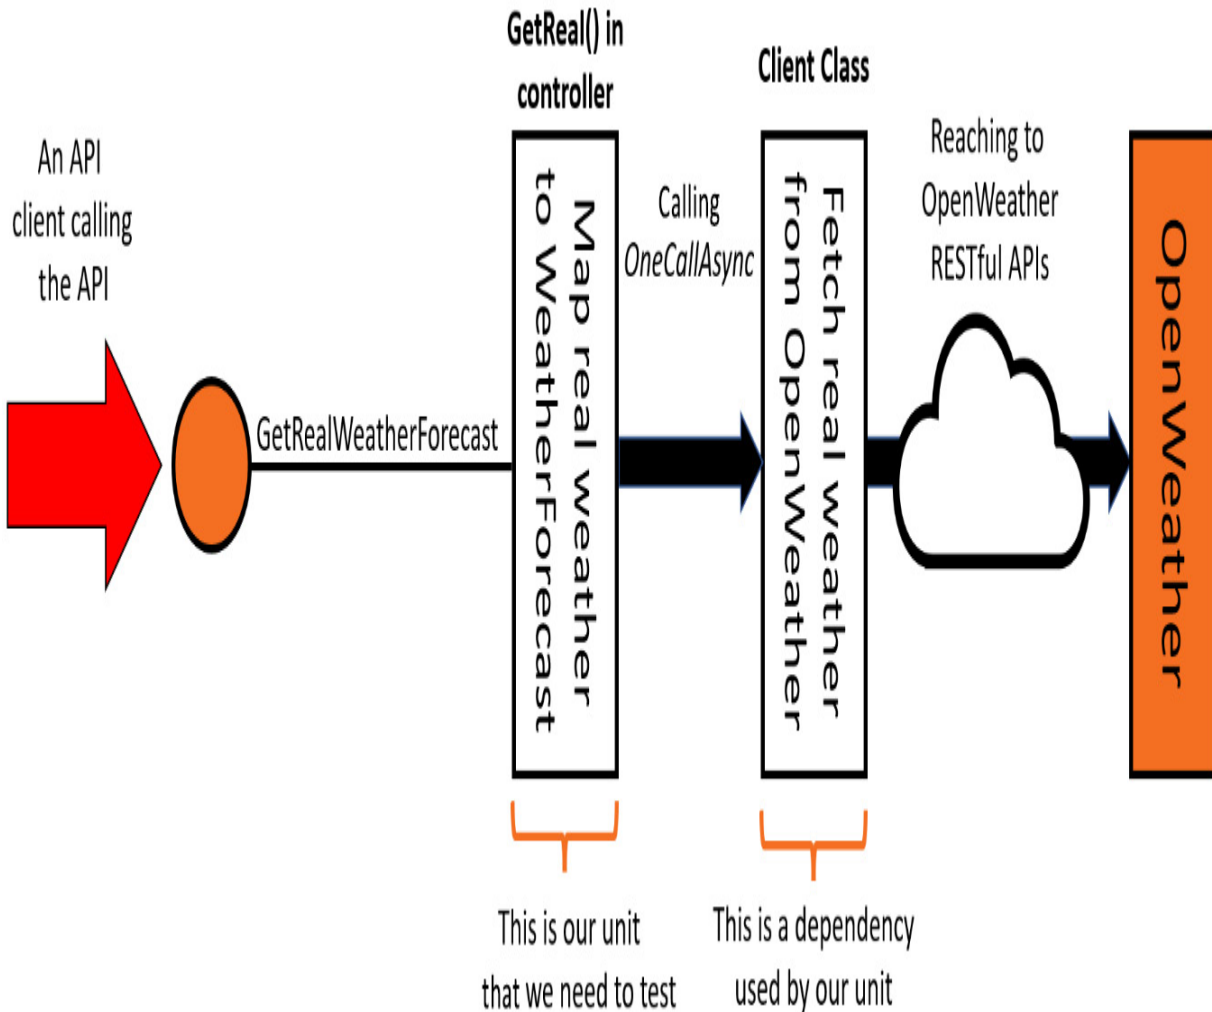 GetReal() in
controller
Client Class
An API
client calling
the API
GetRealWeatherForecast
Map real weather
to WeatherForecast
Calling
OneCallAsync
Fetch real weather
from OpenWeather
Reaching to
OpenWeather
RESTful APIs
OpenWeather
This is our unit
that we need to test
This is a dependency
used by our unit